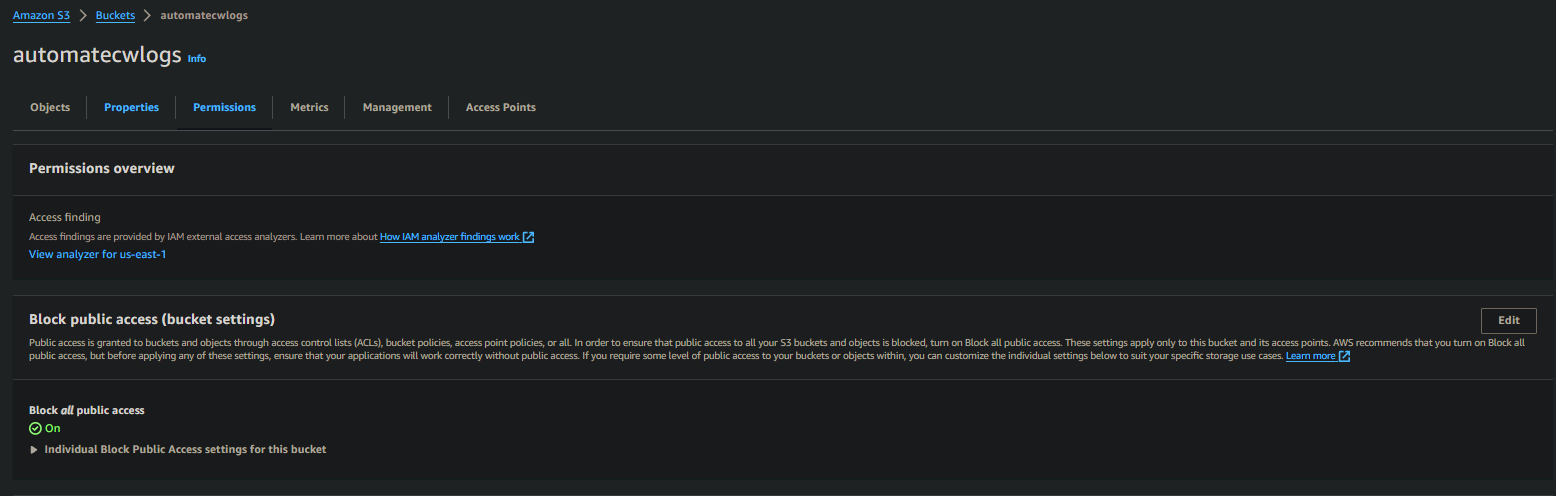 Amazon S3 > Buckets > automatecwlogs
automatecwlogs Info
Objects Properties Permissions Metrics Management Access Points
Permissions overview
Access finding
Access findings are provided by IAM external access analyzers. Learn more about How IAM analyzer findings work
View analyzer for us-east-1
Block public access (bucket settings)
Edit
Public access is granted to buckets and objects through access control lists (ACLs), bucket policies, access point policies, or all. In order to ensure that public access to all your S3 buckets and objects is blocked, turn on Block all public access. These settings apply only to this bucket and its access points. AWS recommends that you turn on Block all
public access, but before applying any of these settings, ensure that your applications will work correctly without public access. If you require some level of public access to your buckets or objects within, you can customize the individual settings below to suit your specific storage use cases. Learn more
Block all public access
On
Individual Block Public Access settings for this bucket